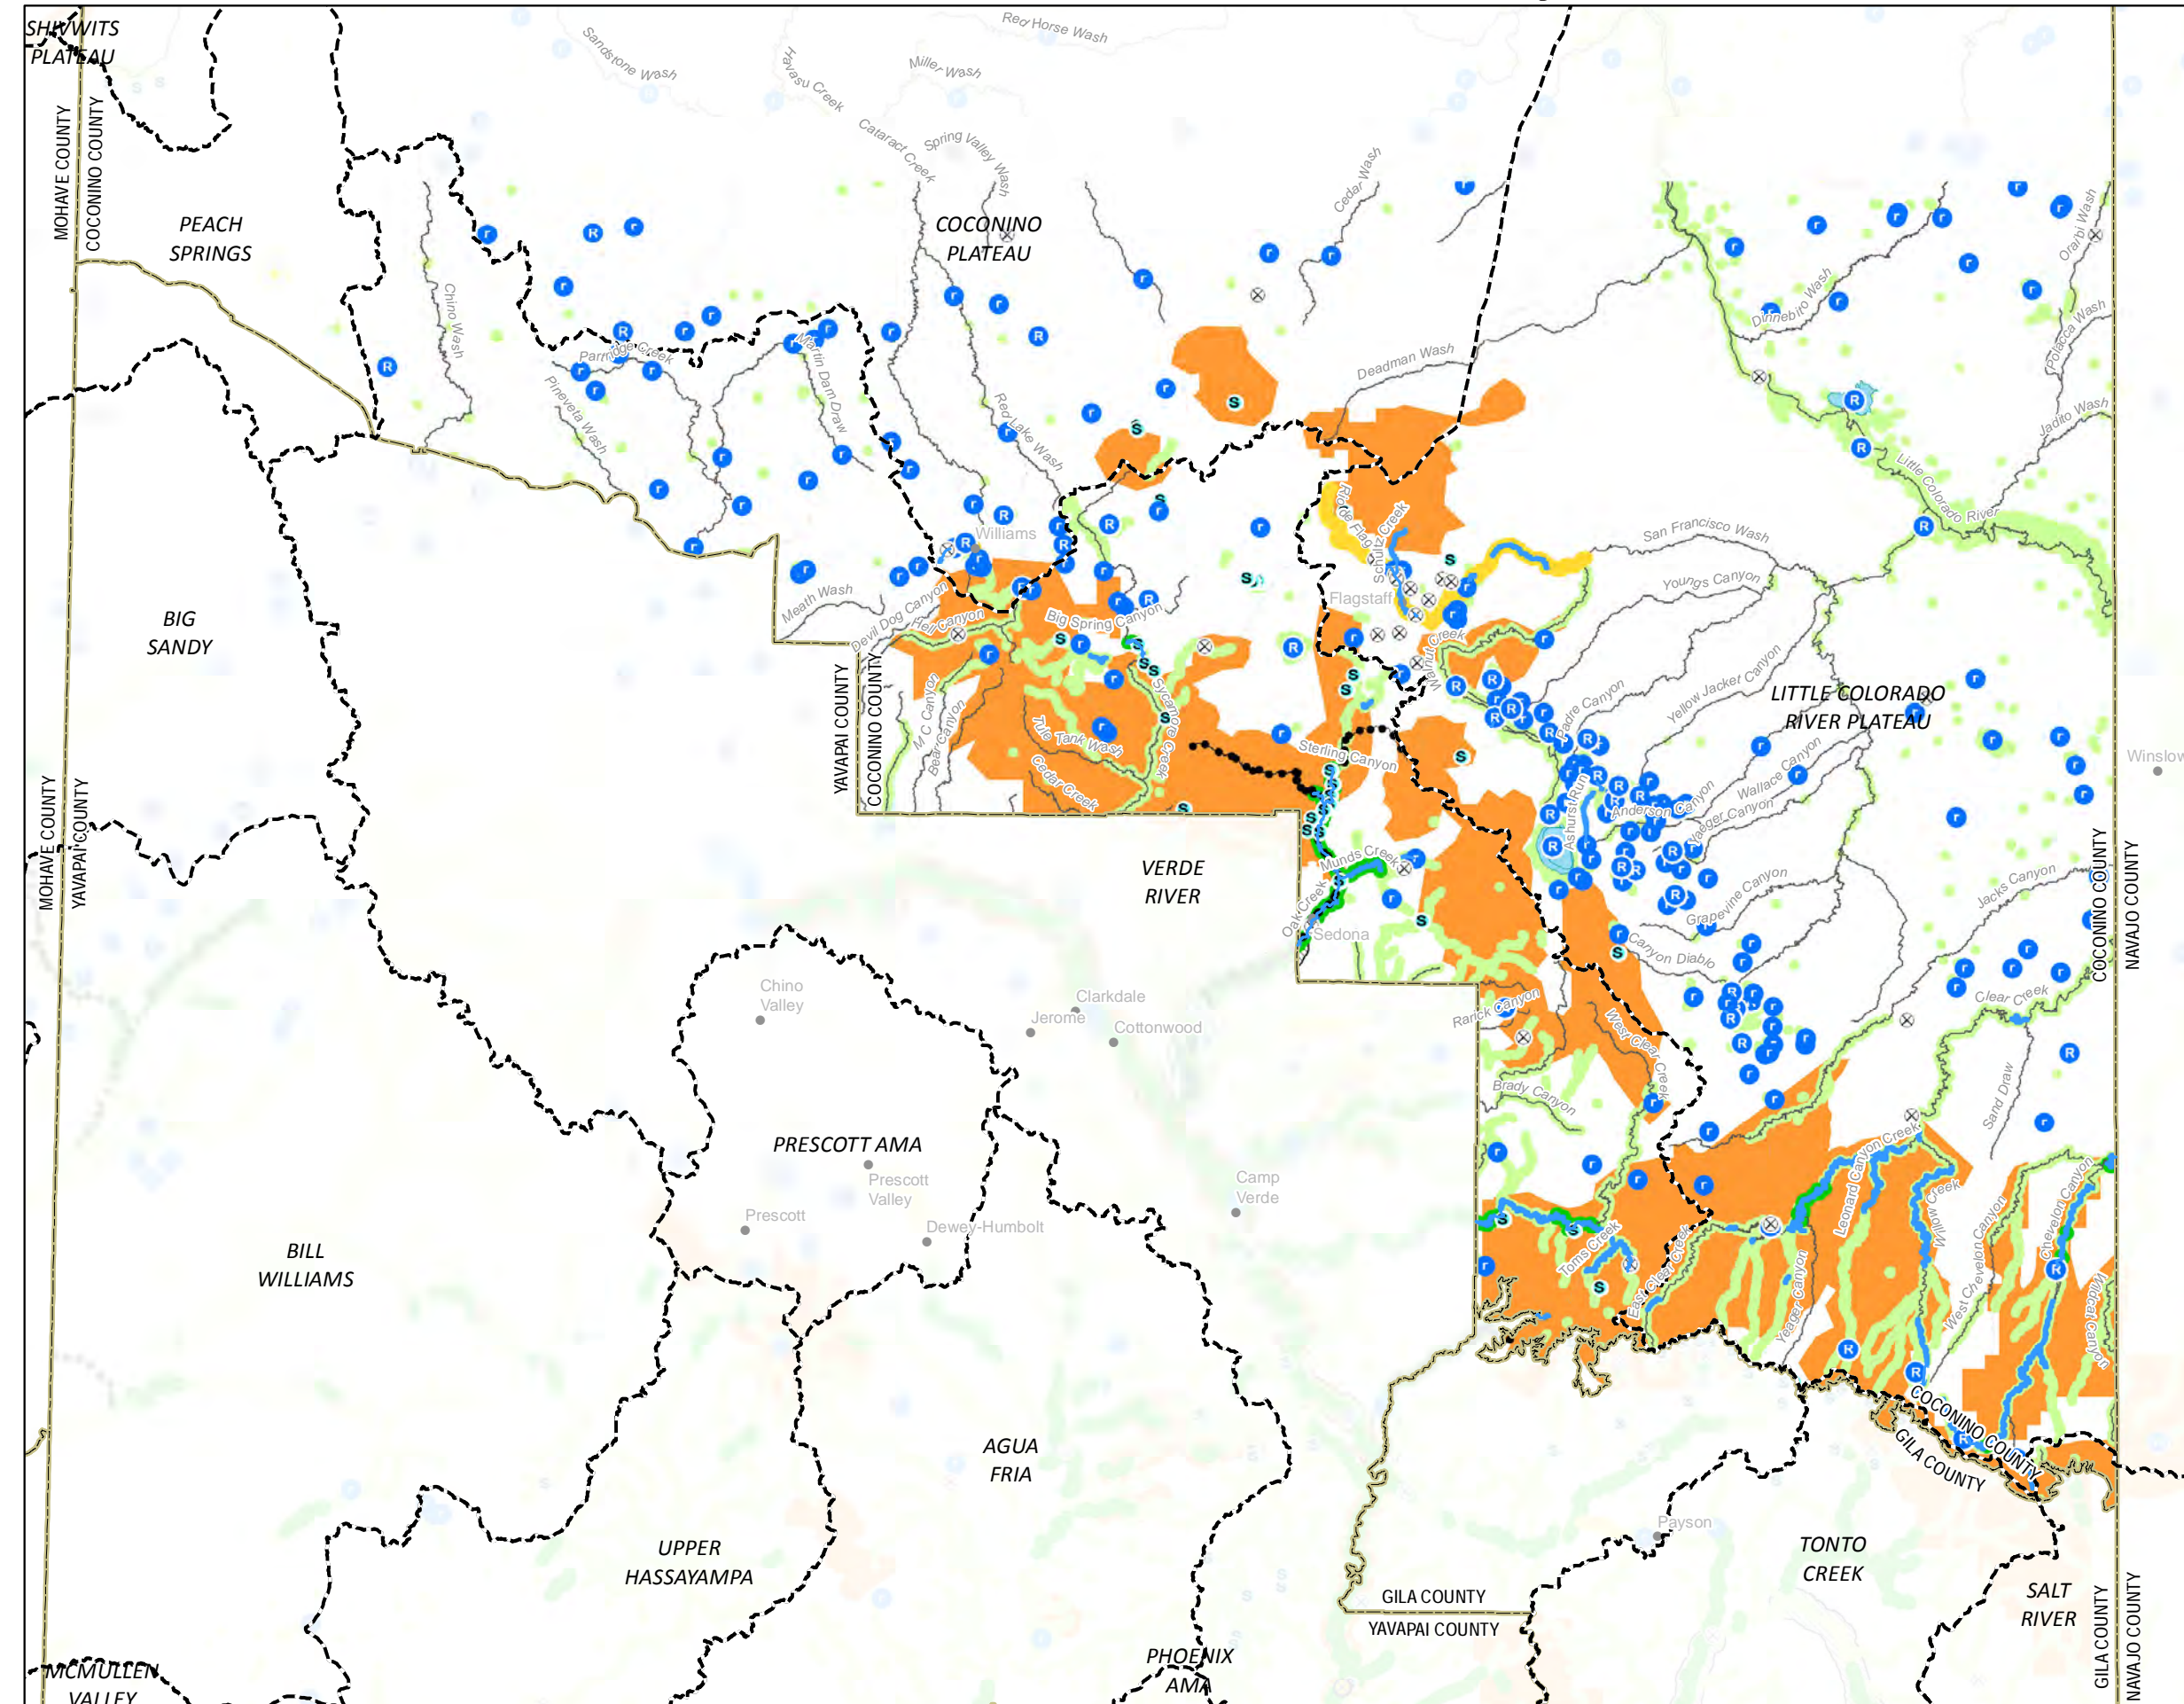 SHIVWITS
PLATEAU
Red Horse Wash
Sandstone Wash
Havasu Creek
Miller Wash
Cataract Creek
Spring Valley Wash
Cedar Wash
MOHAVE COUNTY
COCONINO COUNTY
PEACH
SPRINGS
COCONINO
PLATEAU
Oraibi Wash
Dinnebito Wash
Polacca Wash
Jadito Wash
Chino Wash
Partridge Creek
Pineveta Wash
Martin Dam Draw
Red Lake Wash
Deadman Wash
Little Colorado River
Rio de Flag
Schultz Creek
San Francisco Wash
Youngs Canyon
Williams
Flagstaff
Meath Wash
Devil Dog Canyon
Hell Canyon
Big Spring Canyon
Walnut Creek
BIG
SANDY
YAVAPAI COUNTY
COCONINO COUNTY
M C Canyon
Bear Canyon
Tule Tank Wash
Cedar Creek
Sycamore Creek
Sterling Canyon
Padre Canyon
Yellow Jacket Canyon
LITTLE COLORADO
RIVER PLATEAU
Winslow
Wallace Canyon
Anderson Canyon
Yaeger Canyon
Ashurst Run
MOHAVE COUNTY
YAVAPAI COUNTY
VERDE
RIVER
Munds Creek
Oak Creek
Sedona
Grapevine Canyon
Jacks Canyon
Canyon Diablo
Clear Creek
COCONINO COUNTY
NAVAJO COUNTY
Chino
Valley
Clarkdale
Jerome
Cottonwood
Rarick Canyon
West Clear Creek
Brady Canyon
Sand Draw
PRESCOTT AMA
Prescott
Valley
Prescott
Dewey-Humbolt
Camp
Verde
Toms Creek
East Clear Creek
Leonard Canyon Creek
Willow Creek
Yeager Canyon
West Chevelon Canyon
Chevelon Canyon
Wildcat Canyon
BILL
WILLIAMS
AGUA
FRIA
COCONINO COUNTY
GILA COUNTY
Payson
UPPER
HASSAYAMPA
TONTO
CREEK
SALT
RIVER
GILA COUNTY
YAVAPAI COUNTY
GILA COUNTY
NAVAJO COUNTY
PHOENIX
AMA
MCMULLEN
VALLEY